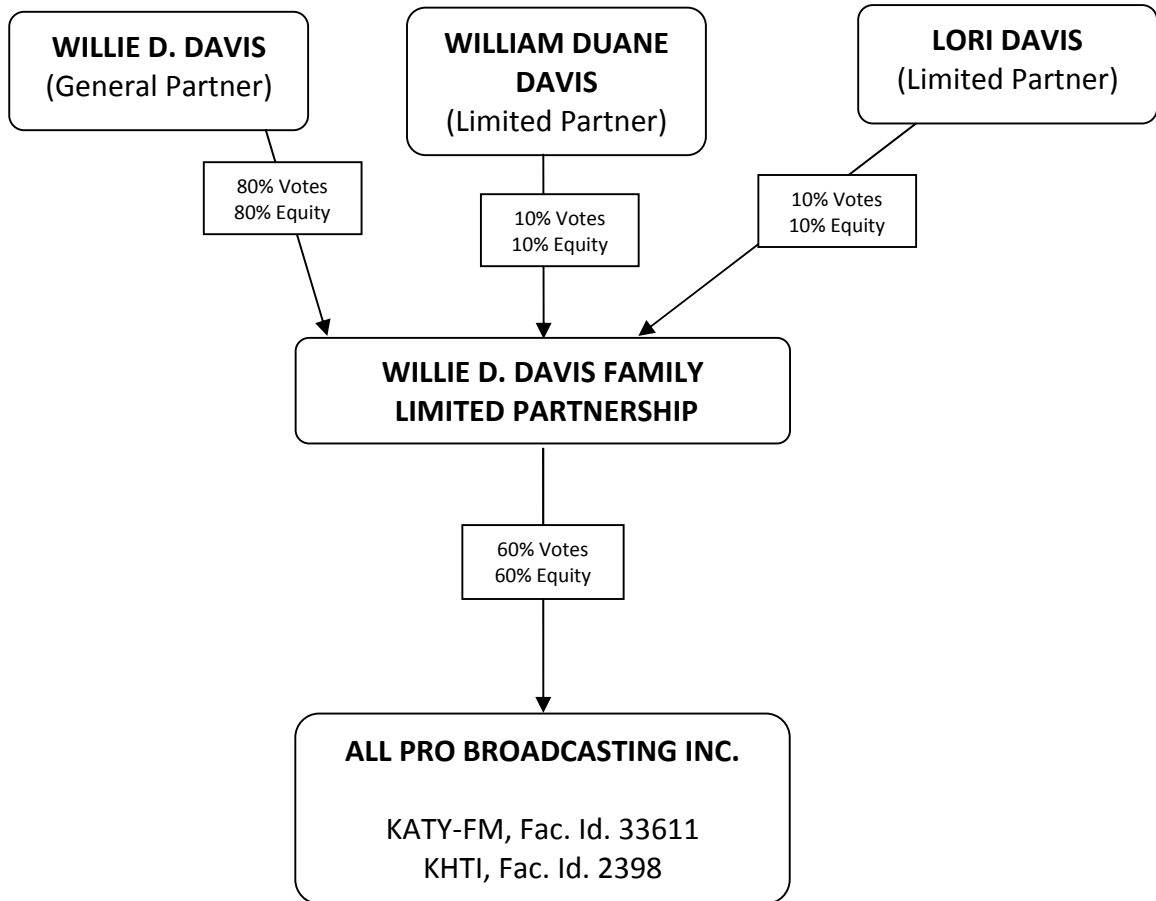 WILLIE D. DAVIS
(General Partner)
WILLIAM DUANE
DAVIS
(Limited Partner)
LORI DAVIS
(Limited Partner)
80% Votes
80% Equity
10% Votes
10% Equity
10% Votes
10% Equity
WILLIE D. DAVIS FAMILY
LIMITED PARTNERSHIP
60% Votes
60% Equity
ALL PRO BROADCASTING INC.
KATY-FM, Fac. Id. 33611
KHTI, Fac. Id. 2398